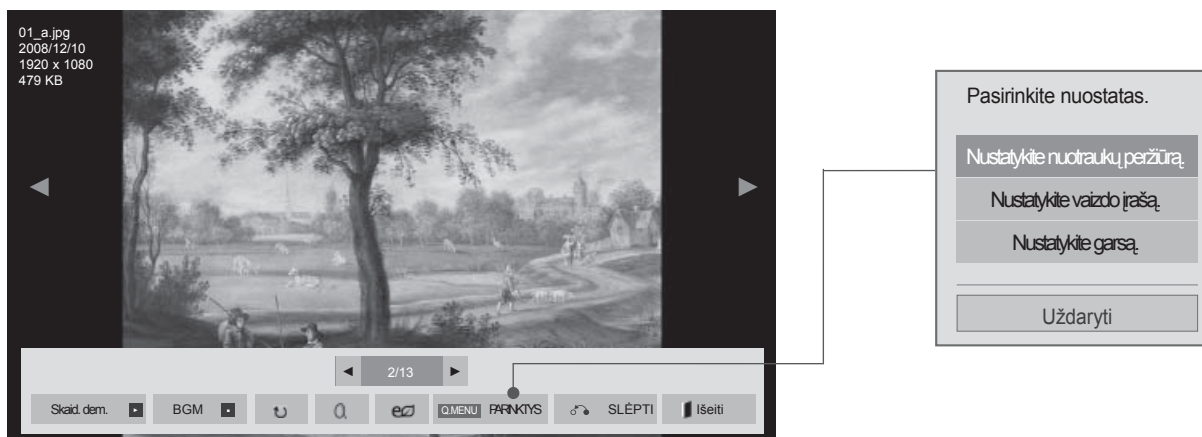 01_a.jpg
2008/12/10
1920 x 1080
479 KB
2/13
Skaid. dem. BGM Q.MENU PARINKTYS SLĖPTI Išeiti
Pasirinkite nuostatas.
Nustatykite nuotraukų peržiūrą.
Nustatykite vaizdo įrašą.
Nustatykite garsą.
Uždaryti